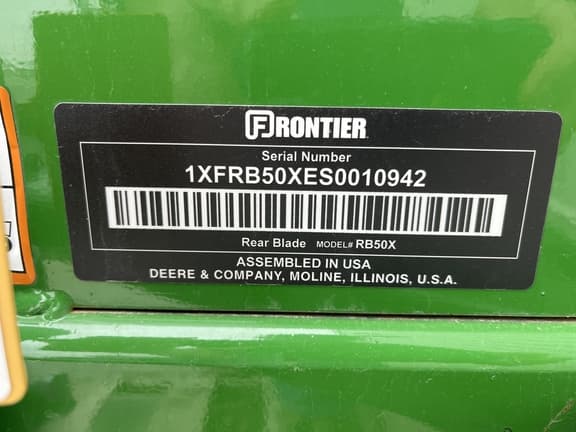 FRONTIER
Serial Number
1XFRB50XES0010942
Rear Blade MODEL# RB50X
ASSEMBLED IN USA
DEERE & COMPANY, MOLINE, ILLINOIS, U.S.A.